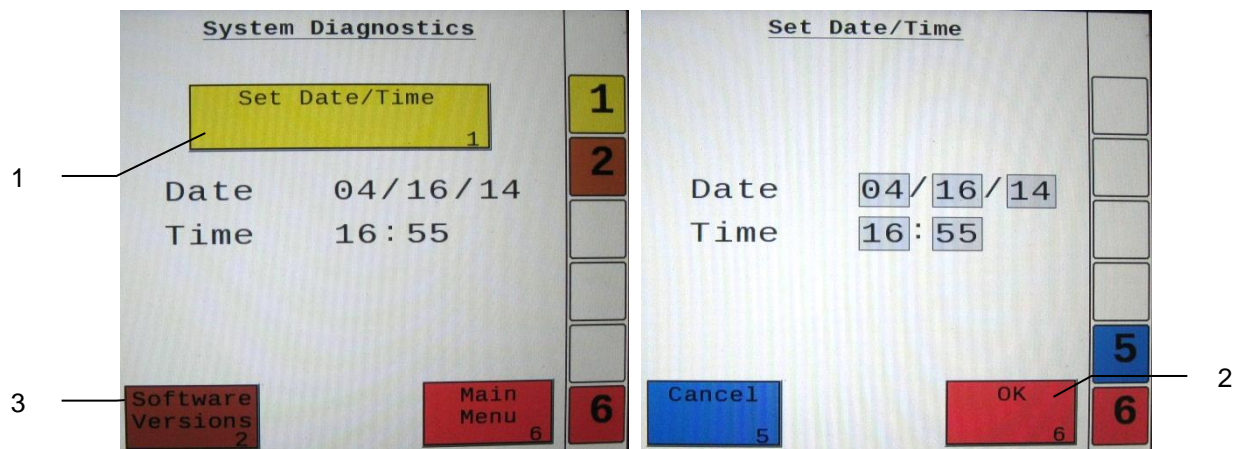 System Diagnostics
Set Date/Time
1
1
2
Date 04/16/14
Time 16:55
Software
Versions
2
Main
Menu
6
6
Set Date/Time
Date 04/16/14
Time 16:55
Cancel
5
OK
6
5
6
1
3
2